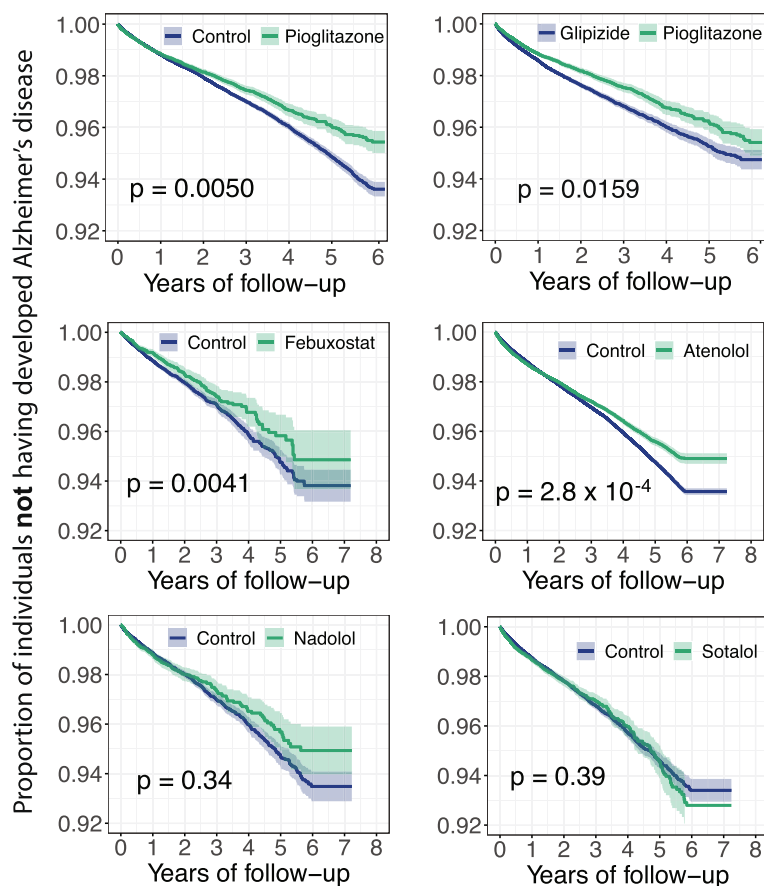 Proportion of individuals not having developed Alzheimer's disease
Control Pioglitazone
1.00
0.98
0.96
0.94
0.92
p = 0.0050
0 1 2 3 4 5 6
Years of follow−up
Glipizide Pioglitazone
1.00
0.98
0.96
0.94
0.92
p = 0.0159
0 1 2 3 4 5 6
Years of follow−up
Control Febuxostat
1.00
0.98
0.96
0.94
0.92
p = 0.0041
0 1 2 3 4 5 6 7 8
Years of follow−up
Control Atenolol
1.00
0.98
0.96
0.94
0.92
p = 2.8 x 10⁻⁴
0 1 2 3 4 5 6 7 8
Years of follow−up
Control Nadolol
1.00
0.98
0.96
0.94
0.92
p = 0.34
0 1 2 3 4 5 6 7 8
Years of follow−up
Control Sotalol
1.00
0.98
0.96
0.94
0.92
p = 0.39
0 1 2 3 4 5 6 7 8
Years of follow−up